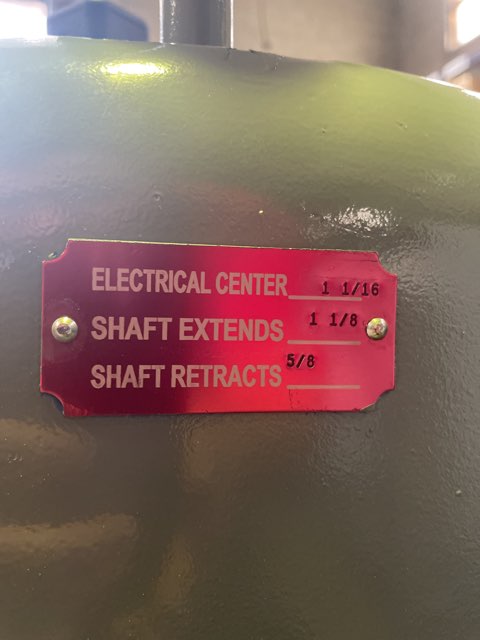 ELECTRICAL CENTER 1 1/16
SHAFT EXTENDS 1 1/8
SHAFT RETRACTS 5/8